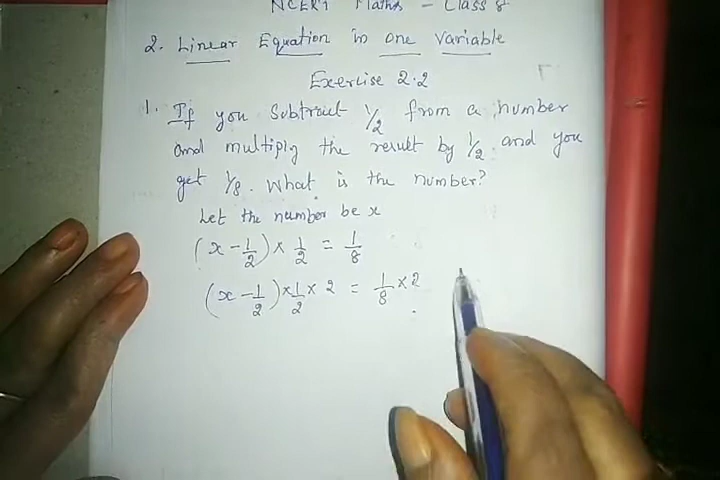 NCERT Maths - Class 8
2. Linear Equation in one Variable
Exercise 2.2
1. If you Subtract 1/2 from a number
and multiply the result by 1/2 and you
get 1/8. What is the number?
Let the number be x
(x - 1/2) × 1/2 = 1/8
(x - 1/2) × 1/2 × 2 = 1/8 × 2